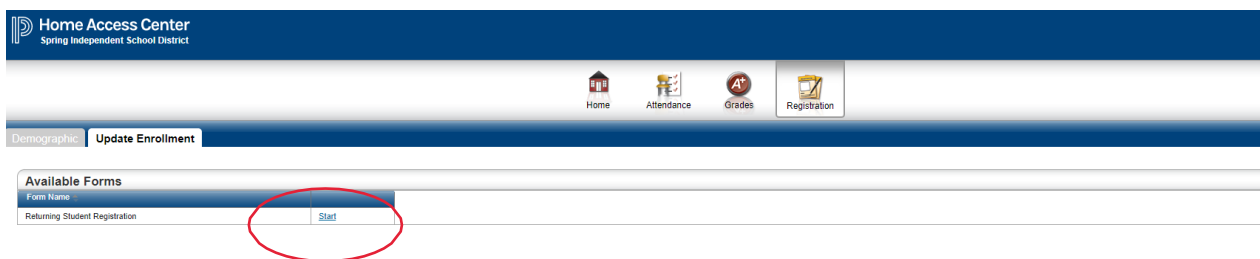 Home Access Center
Spring Independent School District
Home Attendance A+ Grades Registration
Demographic Update Enrollment
Available Forms
Form Name
Returning Student Registration Start